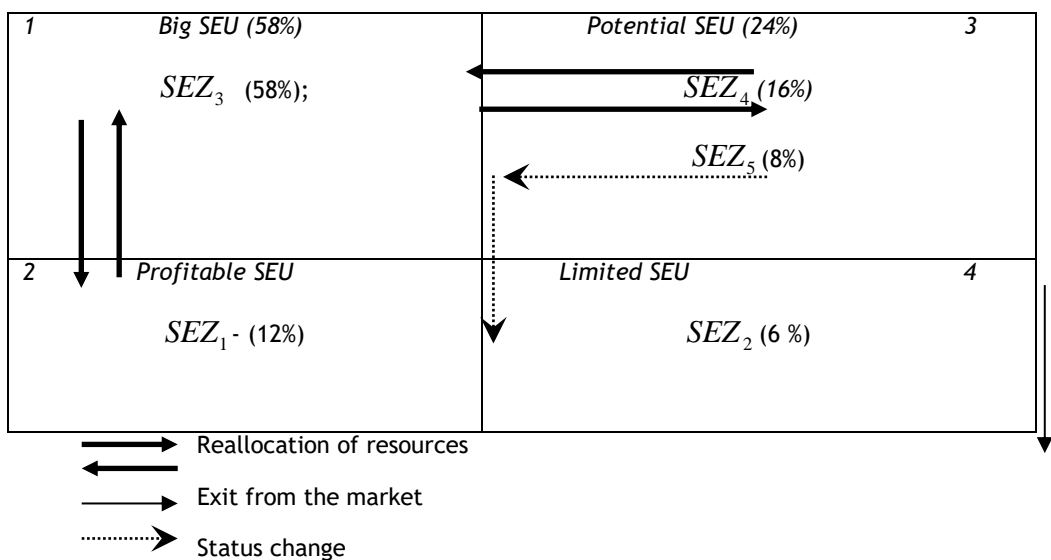 1 Big SEU (58%) Potential SEU (24%) 3
SEZ₃ (58%); SEZ₄ (16%)
SEZ₅ (8%)
2 Profitable SEU Limited SEU 4
SEZ₁ - (12%) SEZ₂ (6 %)
Reallocation of resources
Exit from the market
Status change